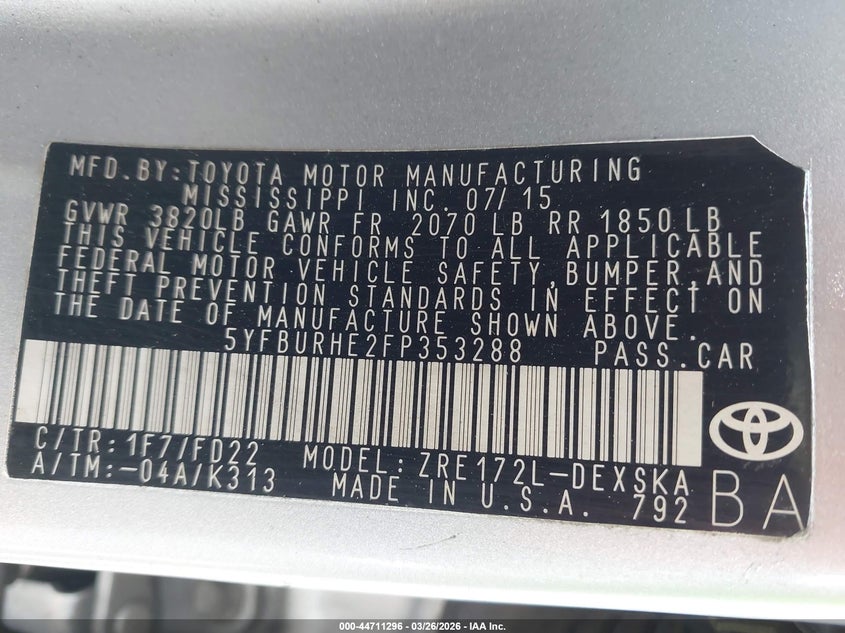 MFD.BY:TOYOTA MOTOR MANUFACTURING
MISSISSIPPI INC. 07/15
GVWR 3820LB GAWR FR 2070 LB RR 1850 LB
THIS VEHICLE CONFORMS TO ALL APPLICABLE
FEDERAL MOTOR VEHICLE SAFETY,BUMPER,AND
THEFT PREVENTION STANDARDS IN EFFECT ON
THE DATE OF MANUFACTURE SHOWN ABOVE.
5YFBURHE2FP353288 PASS.CAR
C/TR:1F7/FD22 MODEL:ZRE172L-DEXSKA
A/TM:-04A/K313 MADE IN U.S.A. 792
BA
000-44711296 - 03/26/2026 - IAA Inc.